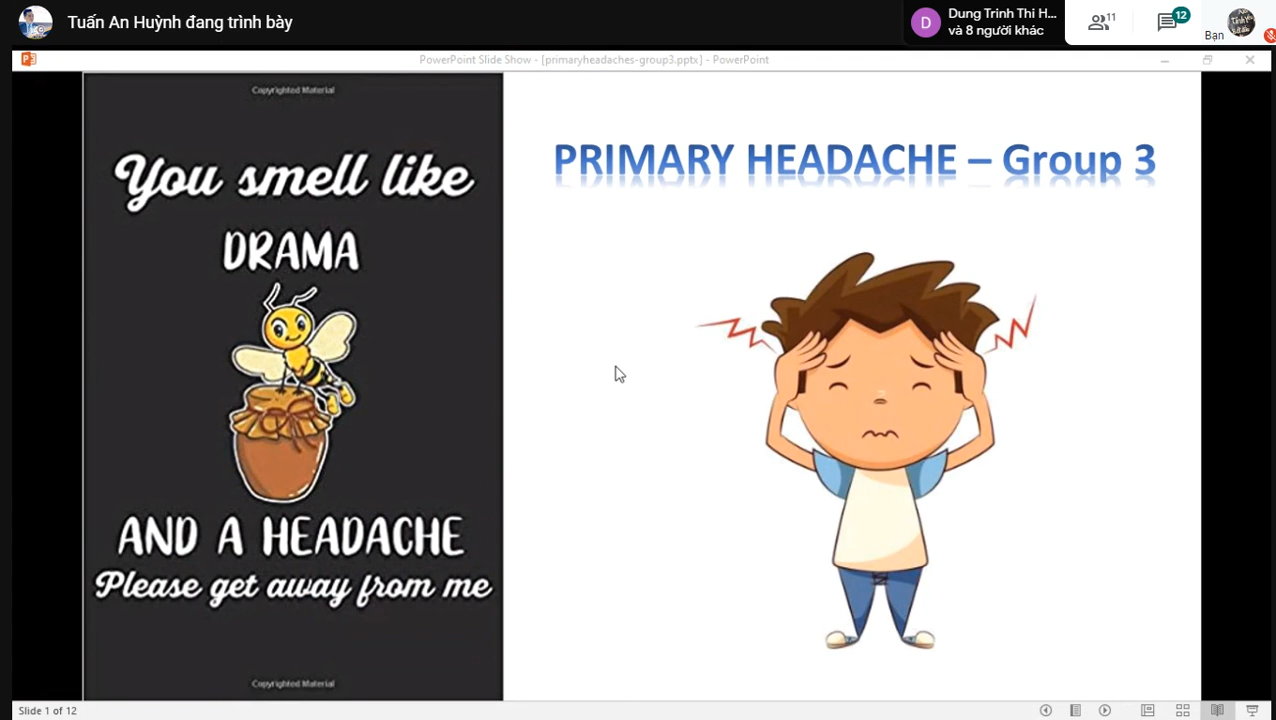 Tuấn An Huỳnh đang trình bày
D
Dung Trinh Thi H...
và 8 người khác
11
12
Bạn
PowerPoint Slide Show - [primaryheadaches-group3.pptx] - PowerPoint
Copyrighted Material
You smell like
DRAMA
AND A HEADACHE
Please get away from me
Copyrighted Material
PRIMARY HEADACHE – Group 3
Slide 1 of 12